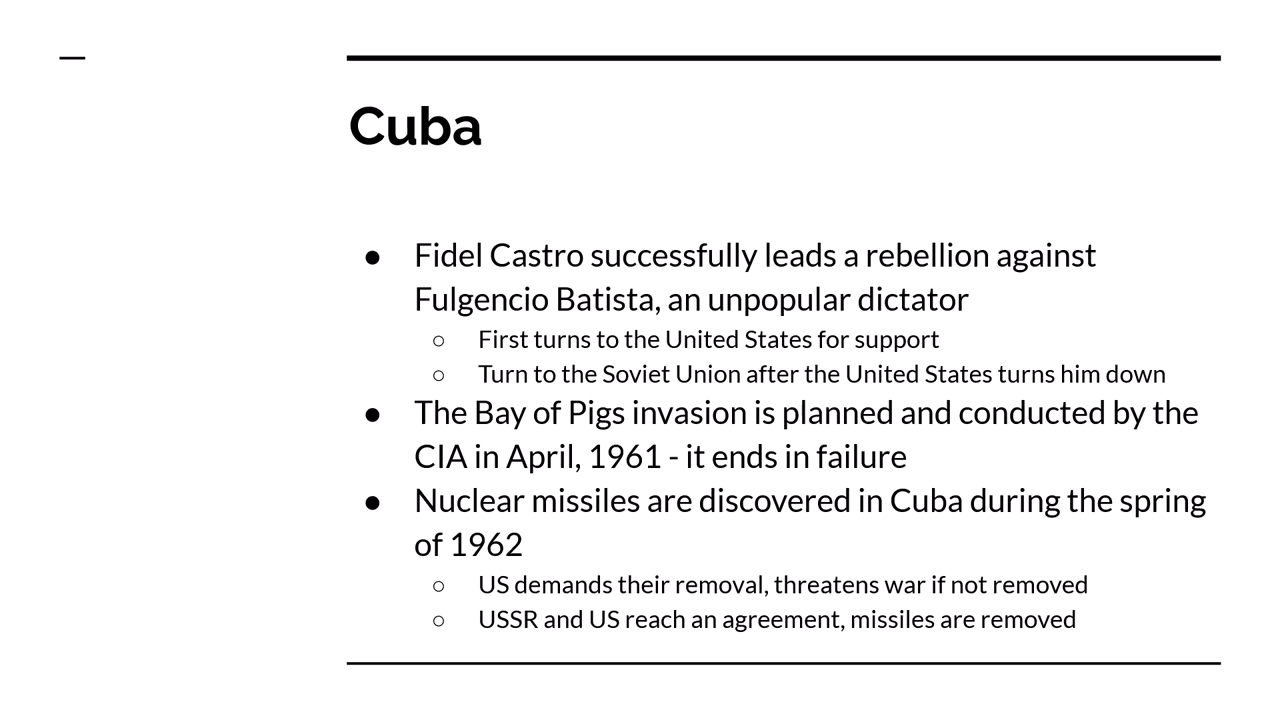 Cuba
● Fidel Castro successfully leads a rebellion against
Fulgencio Batista, an unpopular dictator
○ First turns to the United States for support
○ Turn to the Soviet Union after the United States turns him down
● The Bay of Pigs invasion is planned and conducted by the
CIA in April, 1961 - it ends in failure
● Nuclear missiles are discovered in Cuba during the spring
of 1962
○ US demands their removal, threatens war if not removed
○ USSR and US reach an agreement, missiles are removed